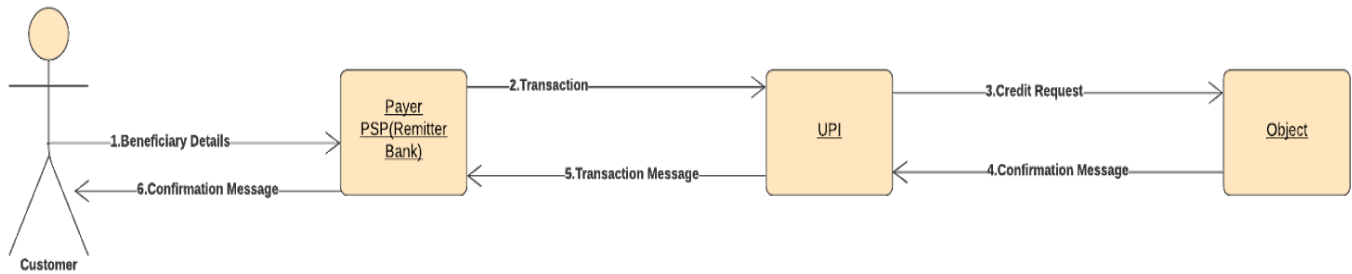 2.Transaction
3.Credit Request
Payer
PSP(Remitter
Bank)
UPI
Object
1.Beneficiary Details
5.Transaction Message
4.Confirmation Message
6.Confirmation Message
Customer